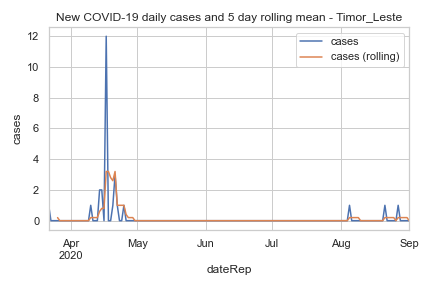 New COVID-19 daily cases and 5 day rolling mean - Timor_Leste
cases
cases (rolling)
12
10
8
6
4
2
0
cases
Apr
2020
May
Jun
Jul
Aug
Sep
dateRep